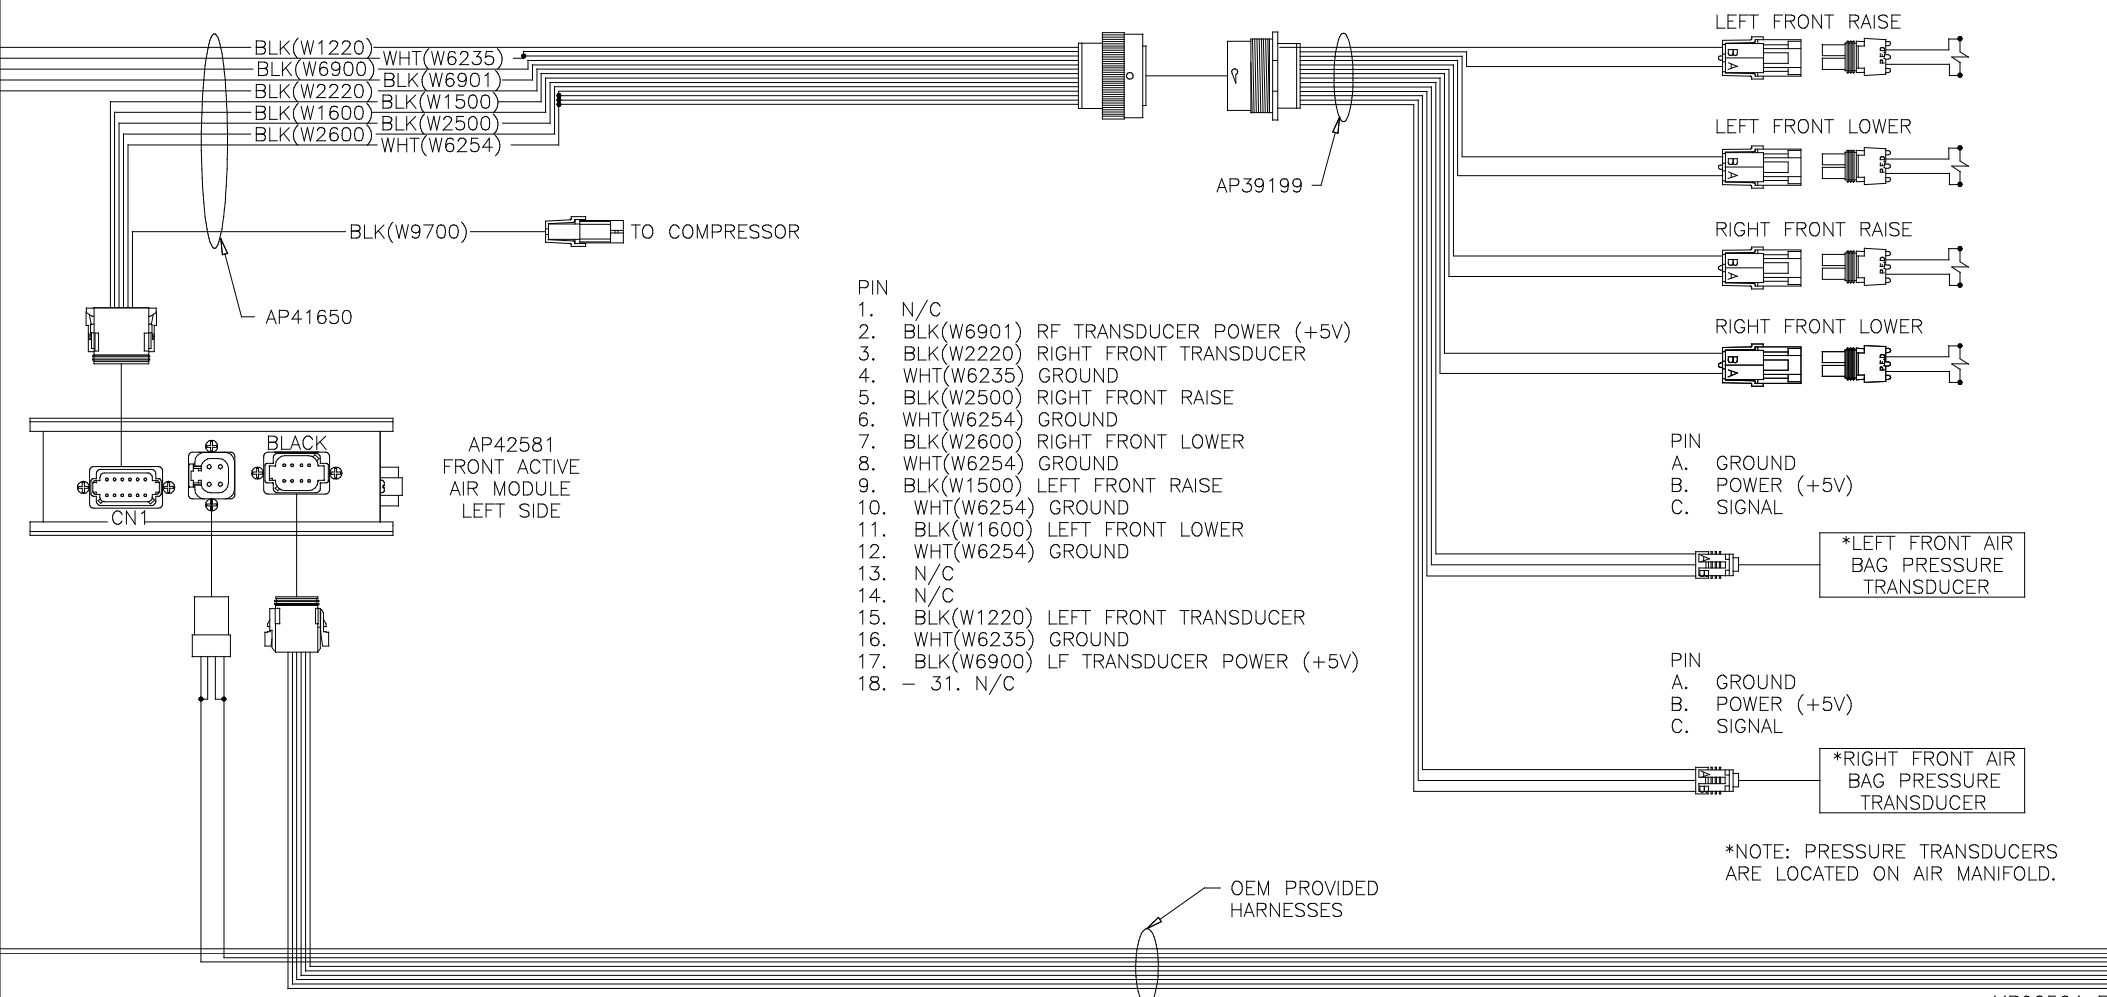 LEFT FRONT RAISE
BLK(W1220)
WHT(W6235)
BLK(W6900)
BLK(W6901)
BLK(W2220)
BLK(W1500)
BLK(W1600)
BLK(W2500)
BLK(W2600)
WHT(W6254)
B
A
LEFT FRONT LOWER
B
A
AP39199
BLK(W9700)
TO COMPRESSOR
RIGHT FRONT RAISE
B
A
AP41650
RIGHT FRONT LOWER
B
A
PIN
1. N/C
2. BLK(W6901) RF TRANSDUCER POWER (+5V)
3. BLK(W2220) RIGHT FRONT TRANSDUCER
4. WHT(W6235) GROUND
5. BLK(W2500) RIGHT FRONT RAISE
6. WHT(W6254) GROUND
7. BLK(W2600) RIGHT FRONT LOWER
8. WHT(W6254) GROUND
9. BLK(W1500) LEFT FRONT RAISE
10. WHT(W6254) GROUND
11. BLK(W1600) LEFT FRONT LOWER
12. WHT(W6254) GROUND
13. N/C
14. N/C
15. BLK(W1220) LEFT FRONT TRANSDUCER
16. WHT(W6235) GROUND
17. BLK(W6900) LF TRANSDUCER POWER (+5V)
18. – 31. N/C
BLACK
CN1
AP42581
FRONT ACTIVE
AIR MODULE
LEFT SIDE
PIN
A. GROUND
B. POWER (+5V)
C. SIGNAL
*LEFT FRONT AIR
BAG PRESSURE
TRANSDUCER
PIN
A. GROUND
B. POWER (+5V)
C. SIGNAL
*RIGHT FRONT AIR
BAG PRESSURE
TRANSDUCER
*NOTE: PRESSURE TRANSDUCERS
ARE LOCATED ON AIR MANIFOLD.
OEM PROVIDED
HARNESSES